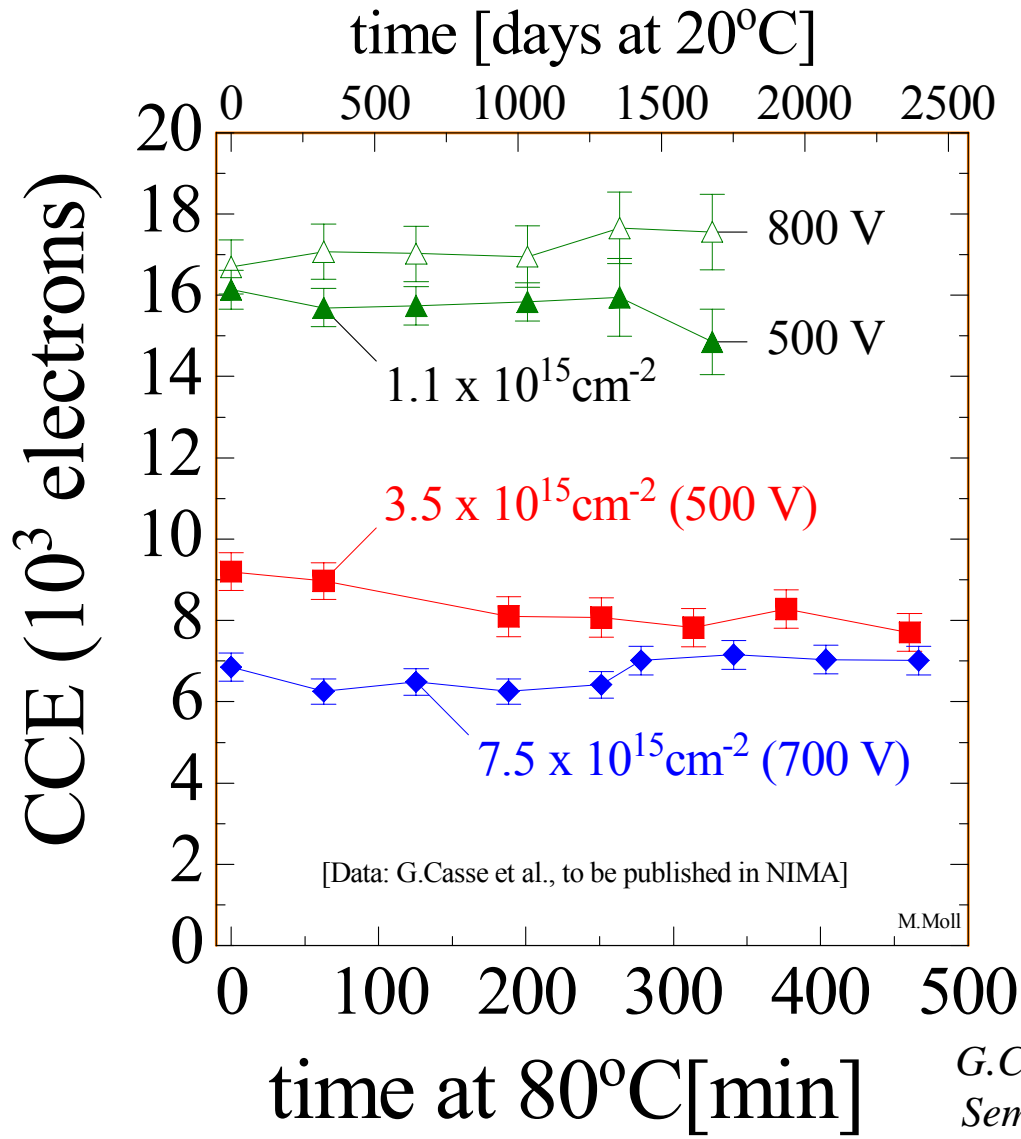 time [days at 20°C]
0 500 1000 1500 2000 2500
20
18
16
14
12
10
8
6
4
2
0
CCE (10³ electrons)
800 V
500 V
1.1 x 10¹⁵cm⁻²
3.5 x 10¹⁵cm⁻² (500 V)
7.5 x 10¹⁵cm⁻² (700 V)
[Data: G.Casse et al., to be published in NIMA]
M.Moll
0 100 200 300 400 500
time at 80°C[min]
G.C
Sem